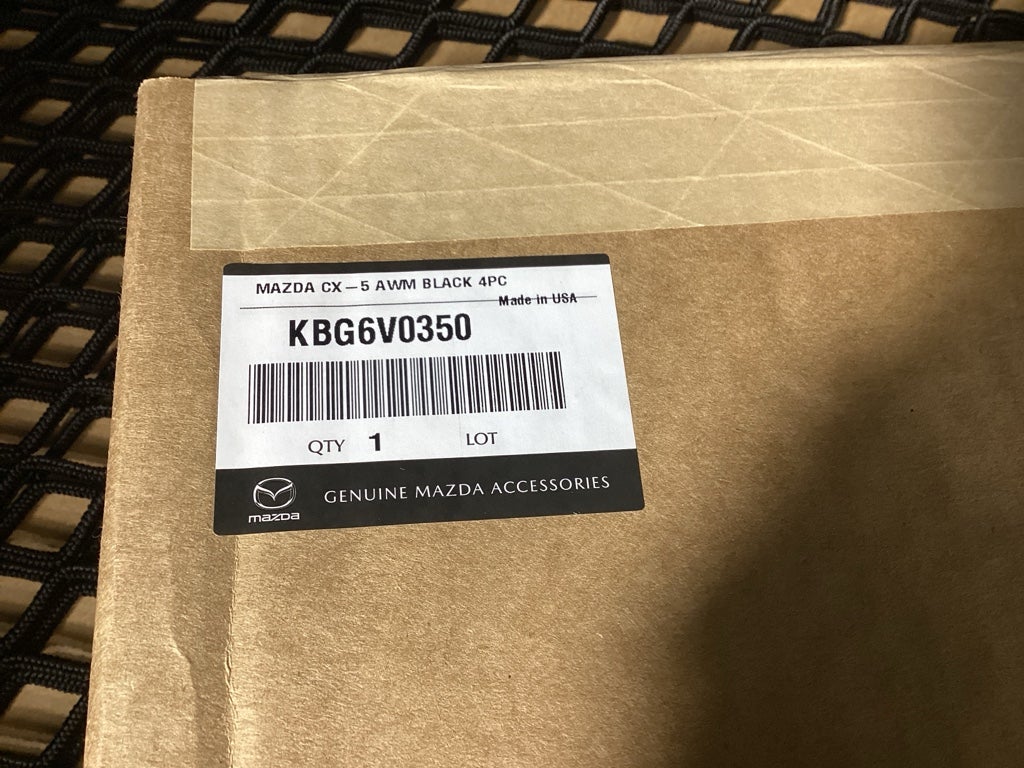 MAZDA CX-5 AWM BLACK 4PC
Made in USA
KBG6V0350
QTY 1 LOT
mazda GENUINE MAZDA ACCESSORIES